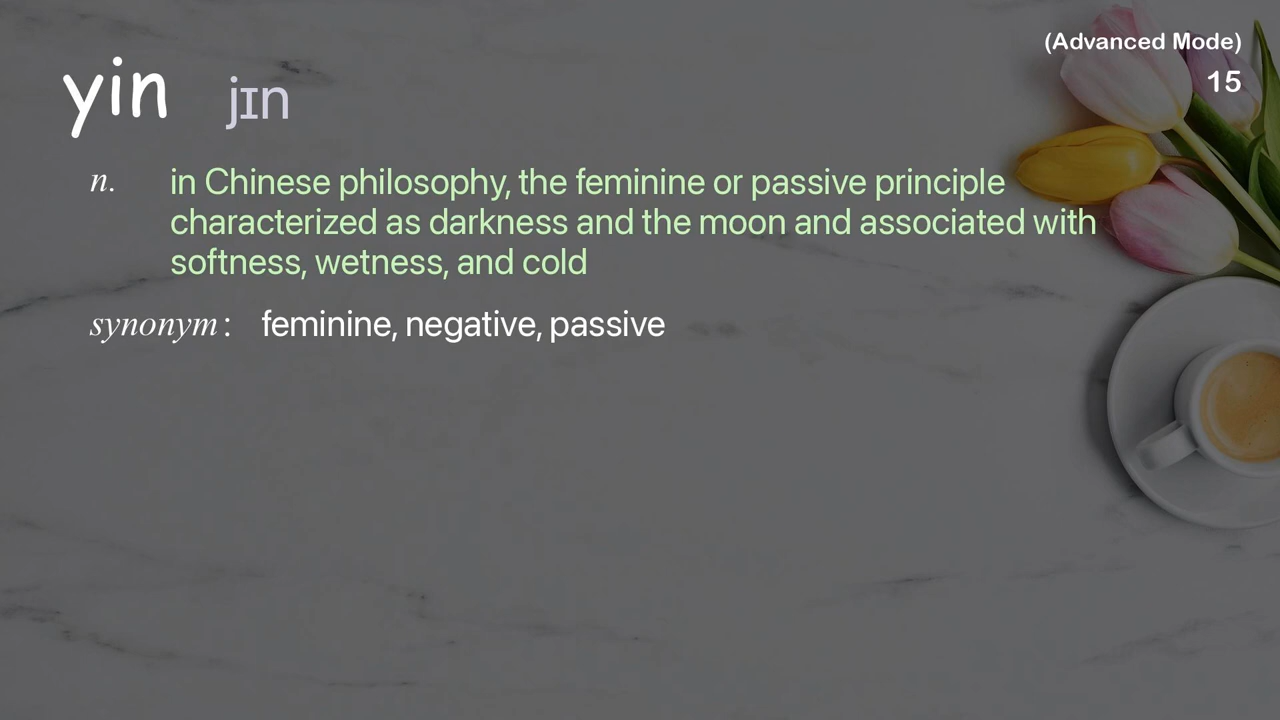 (Advanced Mode)
15
yin jɪn
n. in Chinese philosophy, the feminine or passive principle
characterized as darkness and the moon and associated with
softness, wetness, and cold
synonym: feminine, negative, passive